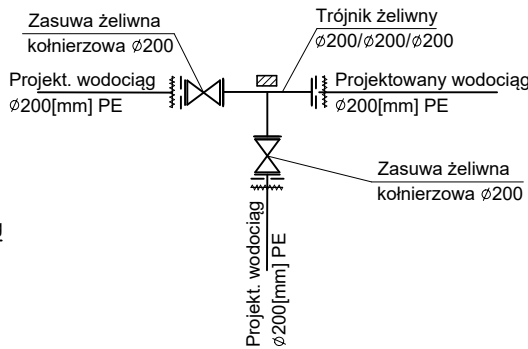 Zasuwa żeliwna
kołnierzowa ⌀200
Trójnik żeliwny
⌀200/⌀200/⌀200
Projekt. wodociąg
⌀200[mm] PE
Projektowany wodociąg
⌀200[mm] PE
Zasuwa żeliwna
kołnierzowa ⌀200
Projekt. wodociąg
⌀200[mm] PE